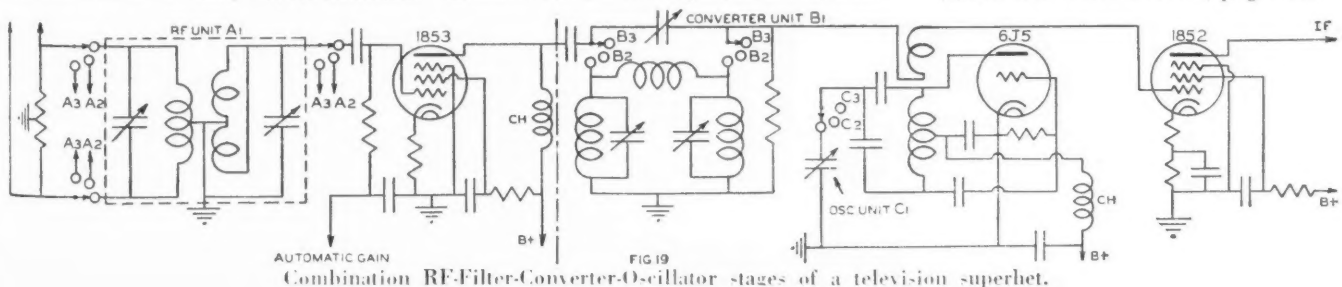 RF UNIT A1
1853
CONVERTER UNIT B1
6J5
1852
IF
B3
B2
B3
B2
A3 A2
A3 A2
A3 A2
C3
C2
CH
OSC UNIT C1
CH
B+
B+
B+
AUTOMATIC GAIN
FIG 19
Combination RF-Filter-Converter-Oscillator stages of a television superhet.